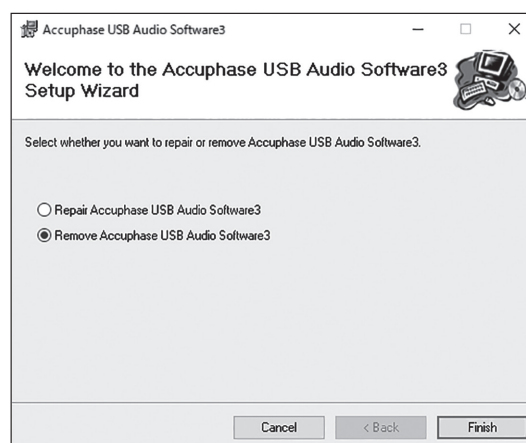 Accuphase USB Audio Software3
Welcome to the Accuphase USB Audio Software3
Setup Wizard
Select whether you want to repair or remove Accuphase USB Audio Software3.
Repair Accuphase USB Audio Software3
Remove Accuphase USB Audio Software3
Cancel < Back Finish